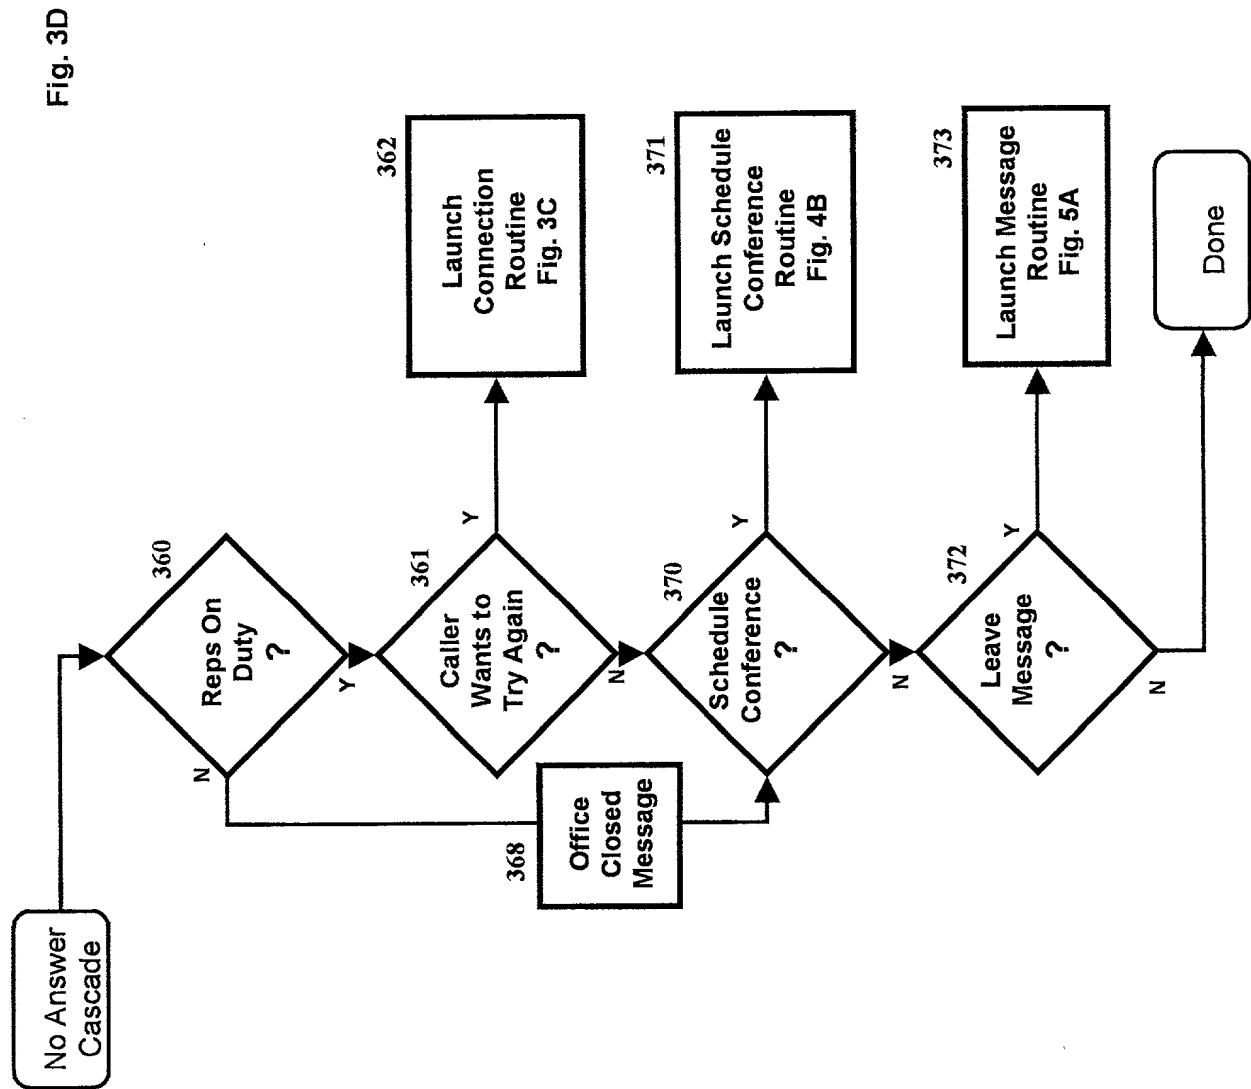 Fig. 3D
No Answer
Cascade
360
Reps On
Duty
?
N
Y
361
Caller
Wants to
Try Again
?
Y
N
362
Launch
Connection
Routine
Fig. 3C
368
Office
Closed
Message
370
Schedule
Conference
?
Y
N
371
Launch Schedule
Conference
Routine
Fig. 4B
372
Leave
Message
?
Y
N
373
Launch Message
Routine
Fig. 5A
Done